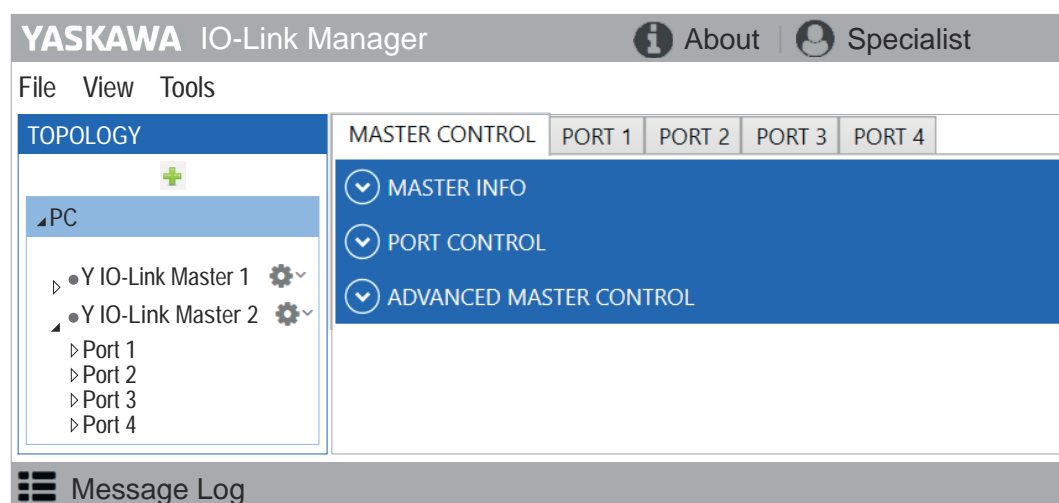 YASKAWA IO-Link Manager About Specialist
File View Tools
TOPOLOGY
PC
Y IO-Link Master 1
Y IO-Link Master 2
Port 1
Port 2
Port 3
Port 4
MASTER CONTROL PORT 1 PORT 2 PORT 3 PORT 4
MASTER INFO
PORT CONTROL
ADVANCED MASTER CONTROL
Message Log